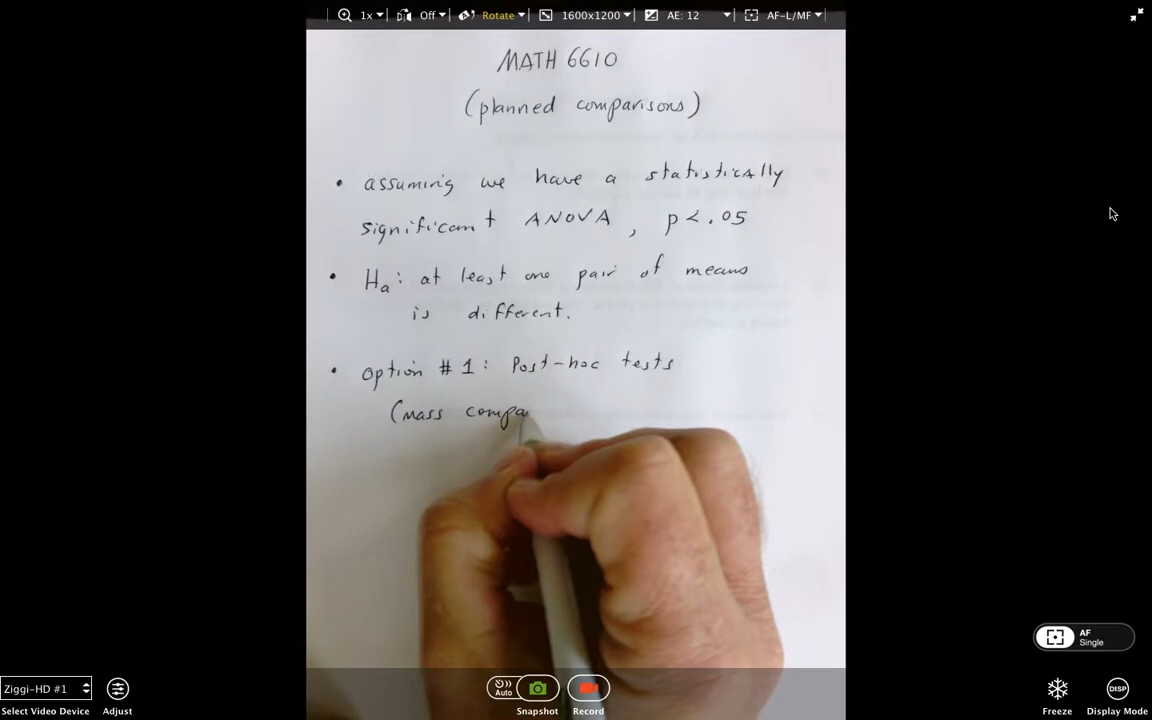 1x Off Rotate 1600x1200 AE: 12 AF-L/MF
MATH 6610
(planned comparisons)
• assuming we have a statistically
significant ANOVA, p < .05
• Ha: at least one pair of means
is different.
• option #1: Post-hoc tests
(mass compa
AF
Single
Ziggi-HD #1
Auto
DISP
Select Video Device
Adjust
Snapshot
Record
Freeze
Display Mode